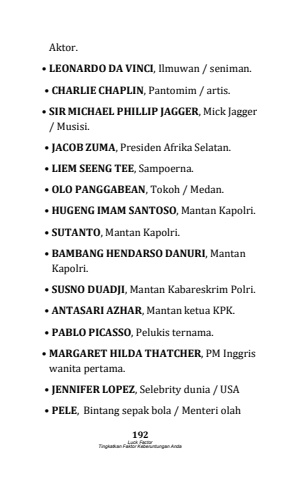 Aktor.
• LEONARDO DA VINCI, Ilmuwan / seniman.
• CHARLIE CHAPLIN, Pantomim / artis.
• SIR MICHAEL PHILLIP JAGGER, Mick Jagger
/ Musisi.
• JACOB ZUMA, Presiden Afrika Selatan.
• LIEM SEENG TEE, Sampoerna.
• OLO PANGGABEAN, Tokoh / Medan.
• HUGENG IMAM SANTOSO, Mantan Kapolri.
• SUTANTO, Mantan Kapolri.
• BAMBANG HENDARSO DANURI, Mantan
Kapolri.
• SUSNO DUADJI, Mantan Kabareskrim Polri.
• ANTASARI AZHAR, Mantan ketua KPK.
• PABLO PICASSO, Pelukis ternama.
• MARGARET HILDA THATCHER, PM Inggris
wanita pertama.
• JENNIFER LOPEZ, Selebrity dunia / USA
• PELE, Bintang sepak bola / Menteri olah
192
Luck Factor
Tingkatkan Faktor Keberuntungan Anda